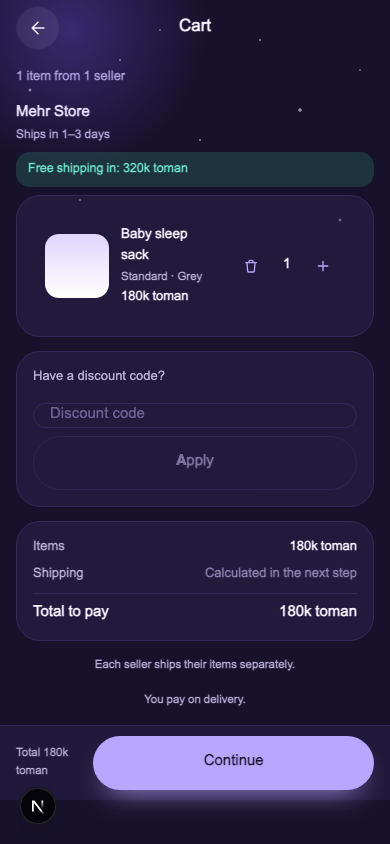 Cart
1 item from 1 seller
Mehr Store
Ships in 1–3 days
Free shipping in: 320k toman
Baby sleep
sack
Standard · Grey
180k toman
1
Have a discount code?
Discount code
Apply
Items 180k toman
Shipping Calculated in the next step
Total to pay 180k toman
Each seller ships their items separately.
You pay on delivery.
Total 180k
toman
Continue
N